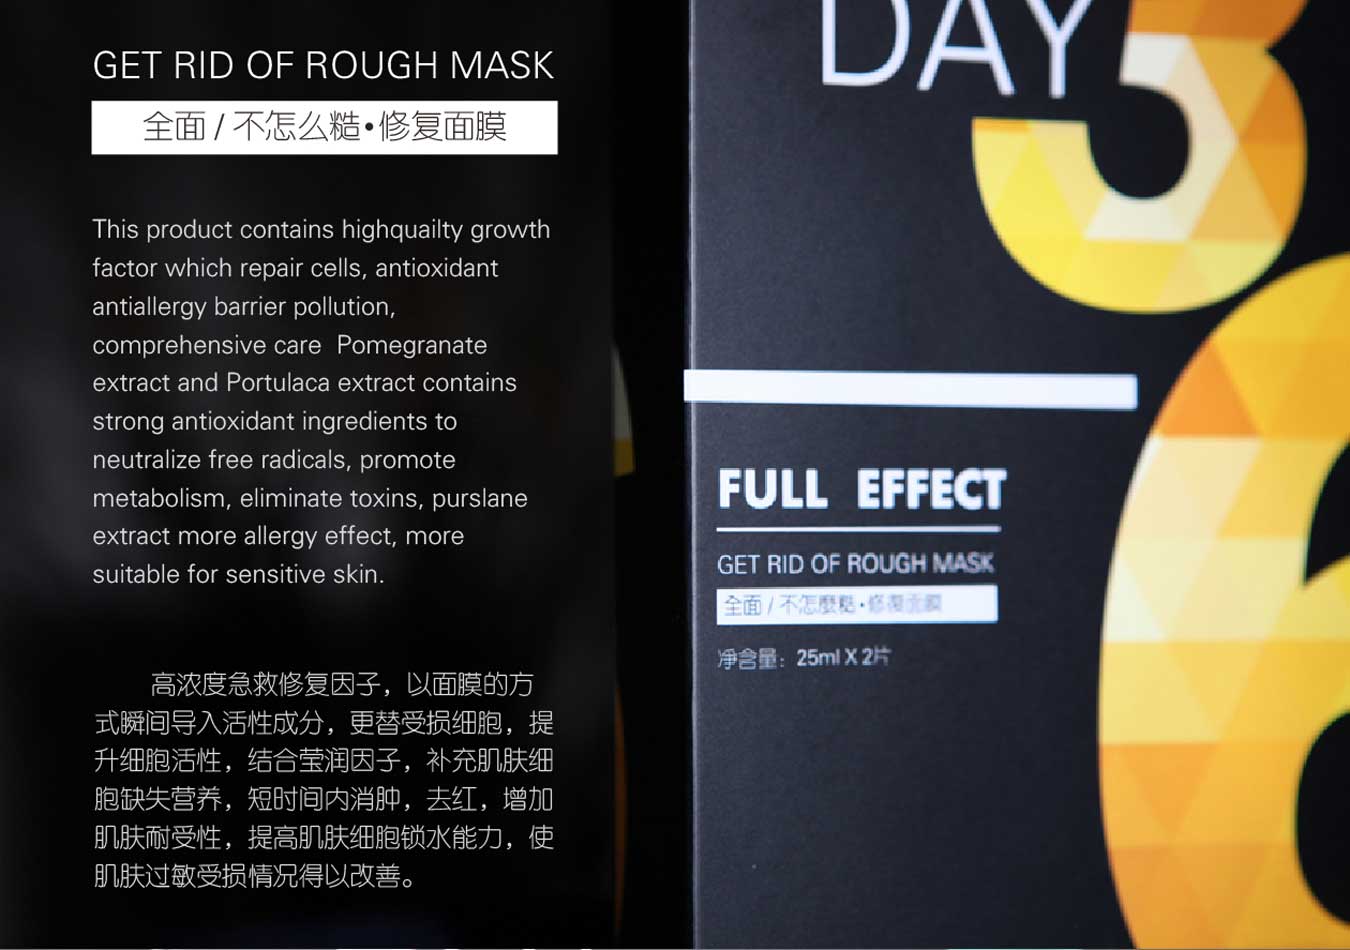 GET RID OF ROUGH MASK
全面 / 不怎么糙·修复面膜
This product contains highquailty growth
factor which repair cells, antioxidant
antiallergy barrier pollution,
comprehensive care Pomegranate
extract and Portulaca extract contains
strong antioxidant ingredients to
neutralize free radicals, promote
metabolism, eliminate toxins, purslane
extract more allergy effect, more
suitable for sensitive skin.
高浓度急救修复因子，以面膜的方
式瞬间导入活性成分，更替受损细胞，提
升细胞活性，结合莹润因子，补充肌肤细
胞缺失营养，短时间内消肿，去红，增加
肌肤耐受性，提高肌肤细胞锁水能力，使
肌肤过敏受损情况得以改善。
DAY
3
6
FULL EFFECT
GET RID OF ROUGH MASK
全面 / 不怎麼糙·修復面膜
淨含量：25ml X 2片